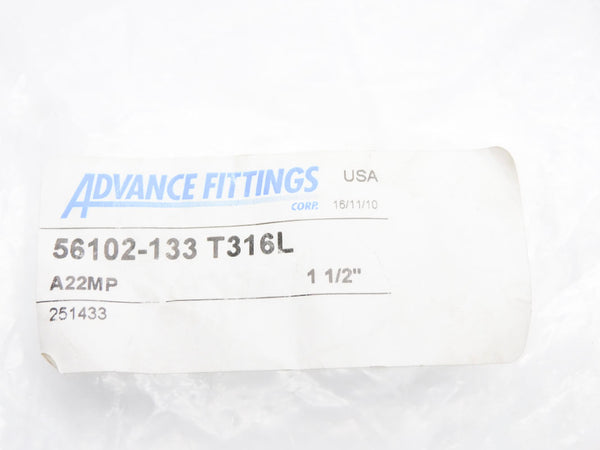 ADVANCE FITTINGS USA
CORP. 16/11/10
56102-133 T316L
A22MP 1 1/2"
251433